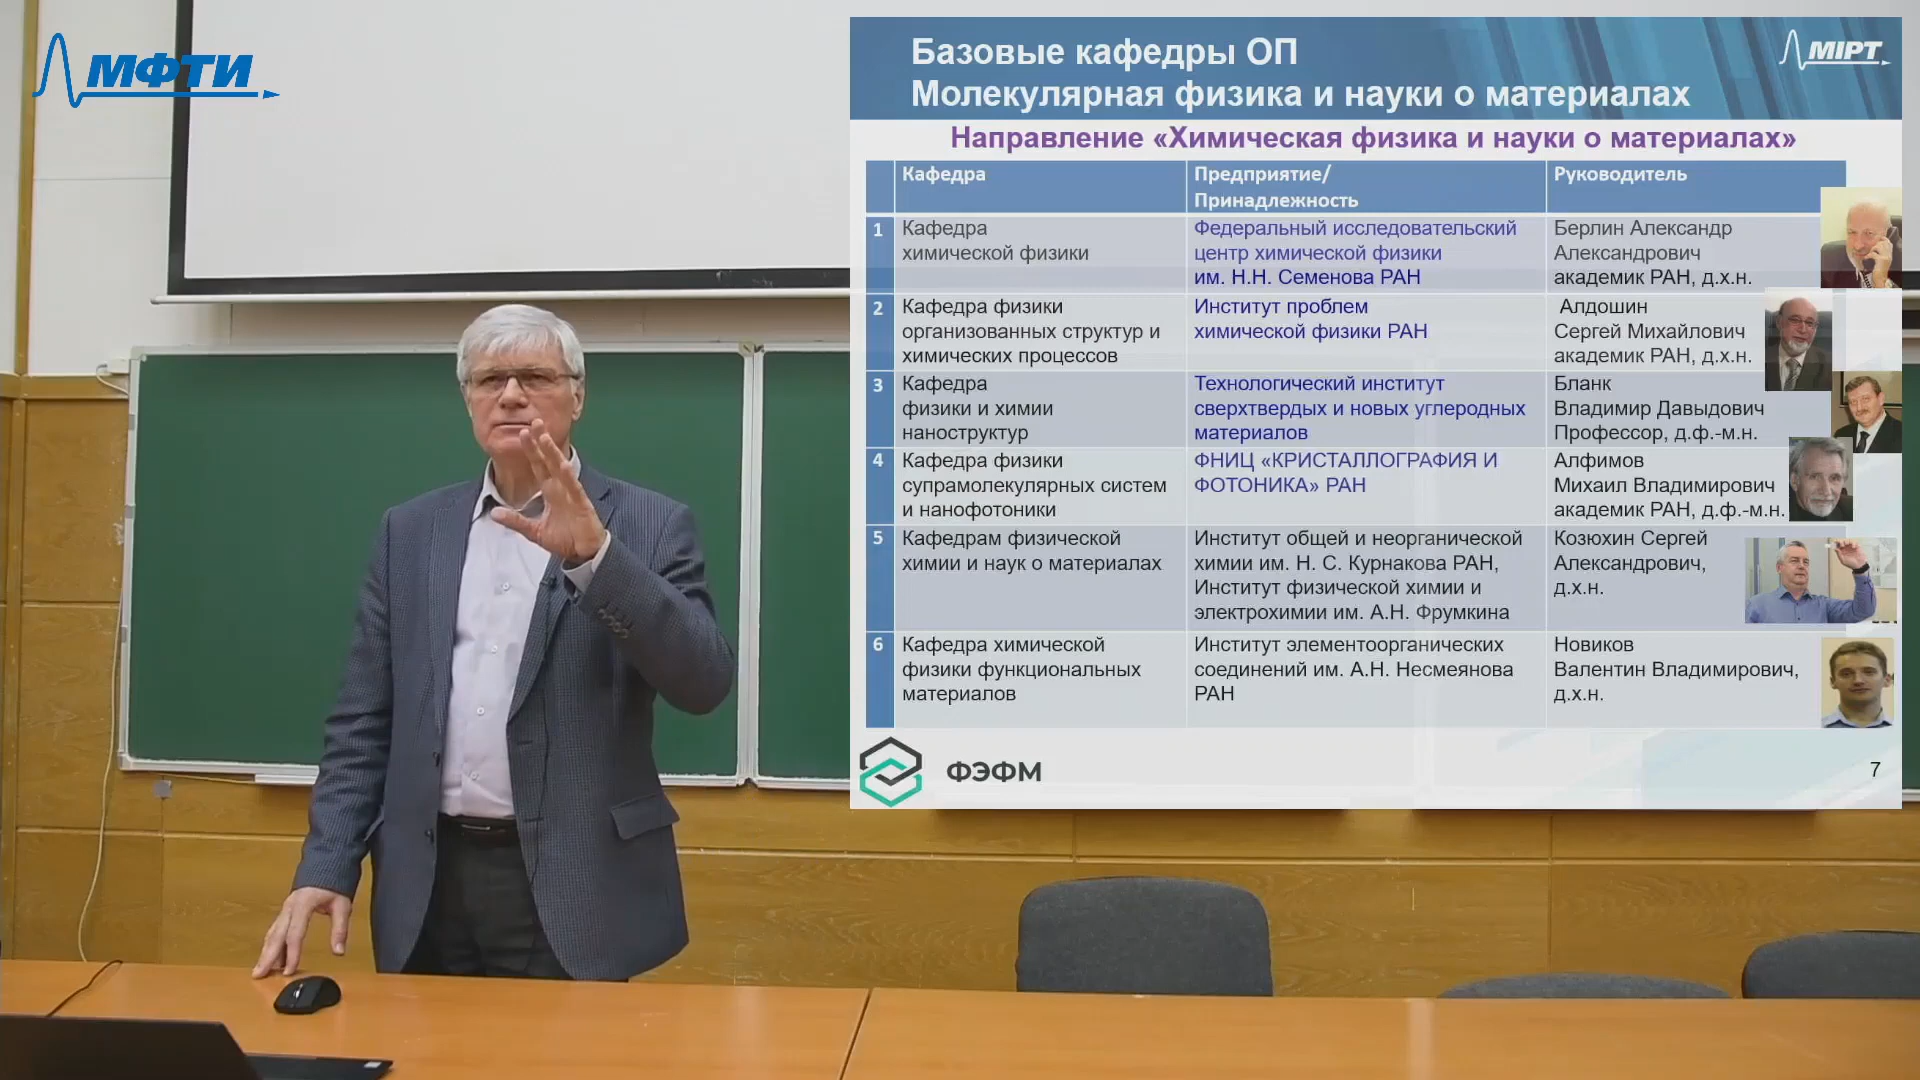 МФТИ
Базовые кафедры ОП
Молекулярная физика и науки о материалах
MIPT
Направление «Химическая физика и науки о материалах»
Кафедра
Предприятие/
Принадлежность
Руководитель
1
Кафедра
химической физики
Федеральный исследовательский
центр химической физики
им. Н.Н. Семенова РАН
Берлин Александр
Александрович
академик РАН, д.х.н.
2
Кафедра физики
организованных структур и
химических процессов
Институт проблем
химической физики РАН
Алдошин
Сергей Михайлович
академик РАН, д.х.н.
3
Кафедра
физики и химии
наноструктур
Технологический институт
сверхтвердых и новых углеродных
материалов
Бланк
Владимир Давыдович
Профессор, д.ф.-м.н.
4
Кафедра физики
супрамолекулярных систем
и нанофотоники
ФНИЦ «КРИСТАЛЛОГРАФИЯ И
ФОТОНИКА» РАН
Алфимов
Михаил Владимирович
академик РАН, д.ф.-м.н.
5
Кафедрам физической
химии и наук о материалах
Институт общей и неорганической
химии им. Н. С. Курнакова РАН,
Институт физической химии и
электрохимии им. А.Н. Фрумкина
Козюхин Сергей
Александрович,
д.х.н.
6
Кафедра химической
физики функциональных
материалов
Институт элементоорганических
соединений им. А.Н. Несмеянова
РАН
Новиков
Валентин Владимирович,
д.х.н.
ФЭФМ
7